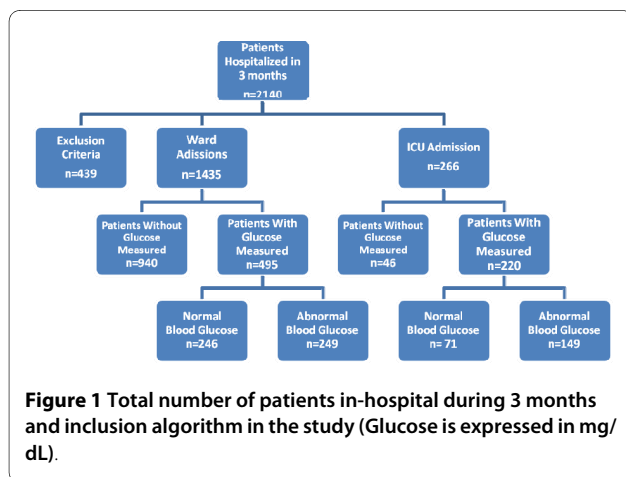 Patients
Hospitalized in
3 months
n=2140
Exclusion
Criteria
n=439
Ward
Adissions
n=1435
ICU Admission
n=266
Patients Without
Glucose
Measured
n=940
Patients With
Glucose
Measured
n=495
Patients Without
Glucose Measured
n=46
Patients With
Glucose
Measured
n=220
Normal
Blood Glucose
n=246
Abnormal
Blood Glucose
n=249
Normal
Blood Glucose
n= 71
Abnormal
Blood Glucose
n=149
Figure 1 Total number of patients in-hospital during 3 months
and inclusion algorithm in the study (Glucose is expressed in mg/
dL).